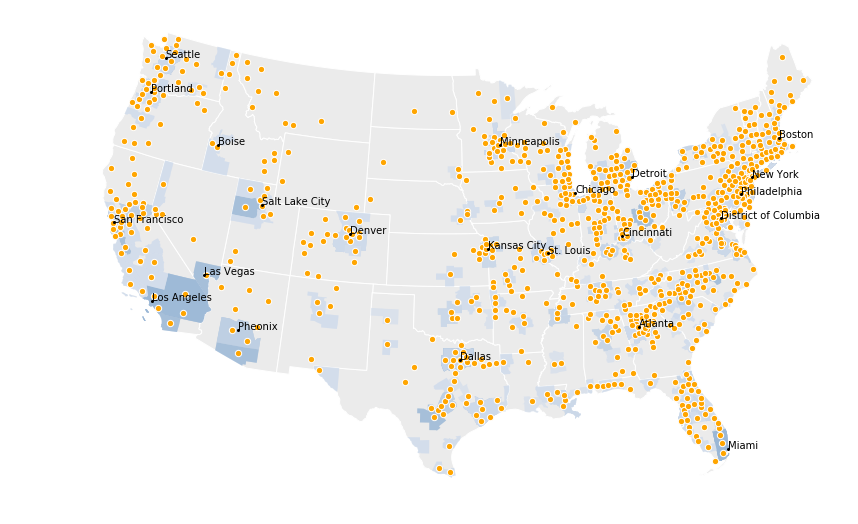 Seattle
Portland
Boise
Minneapolis
Boston
Detroit
New York
Salt Lake City
Chicago
Philadelphia
San Francisco
Denver
Cincinnati
District of Columbia
Kansas City
St. Louis
Las Vegas
Los Angeles
Pheonix
Atlanta
Dallas
Miami